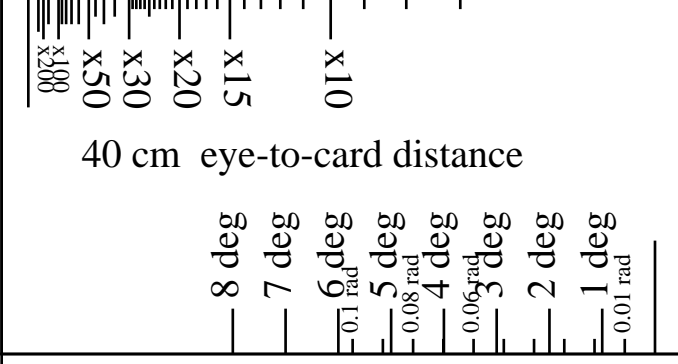 x200 x100 x50 x30 x20 x15 x10
40 cm eye-to-card distance
8 deg 7 deg 6 deg 5 deg 4 deg 3 deg 2 deg 1 deg
0.1 rad 0.08 rad 0.06 rad 0.01 rad